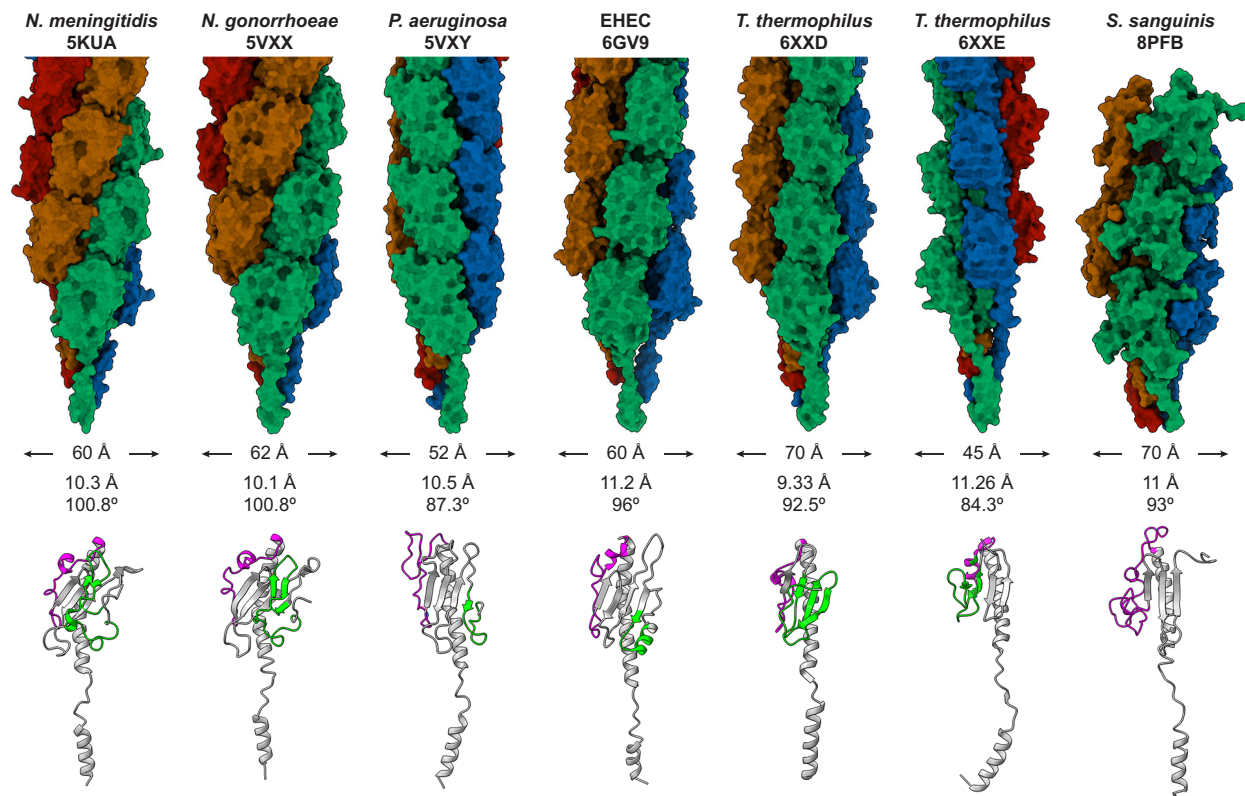 N. meningitidis
5KUA
N. gonorrhoeae
5VXX
P. aeruginosa
5VXY
EHEC
6GV9
T. thermophilus
6XXD
T. thermophilus
6XXE
S. sanguinis
8PFB
60 Å
62 Å
52 Å
60 Å
70 Å
45 Å
70 Å
10.3 Å
100.8º
10.1 Å
100.8º
10.5 Å
87.3º
11.2 Å
96º
9.33 Å
92.5º
11.26 Å
84.3º
11 Å
93º